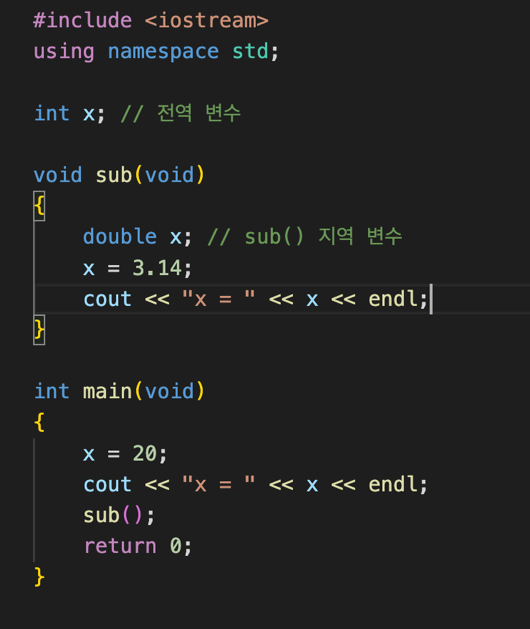 #include <iostream>
using namespace std;
int x; // 전역 변수
void sub(void)
{
double x; // sub() 지역 변수
x = 3.14;
cout << "x = " << x << endl;
}
int main(void)
{
x = 20;
cout << "x = " << x << endl;
sub();
return 0;
}